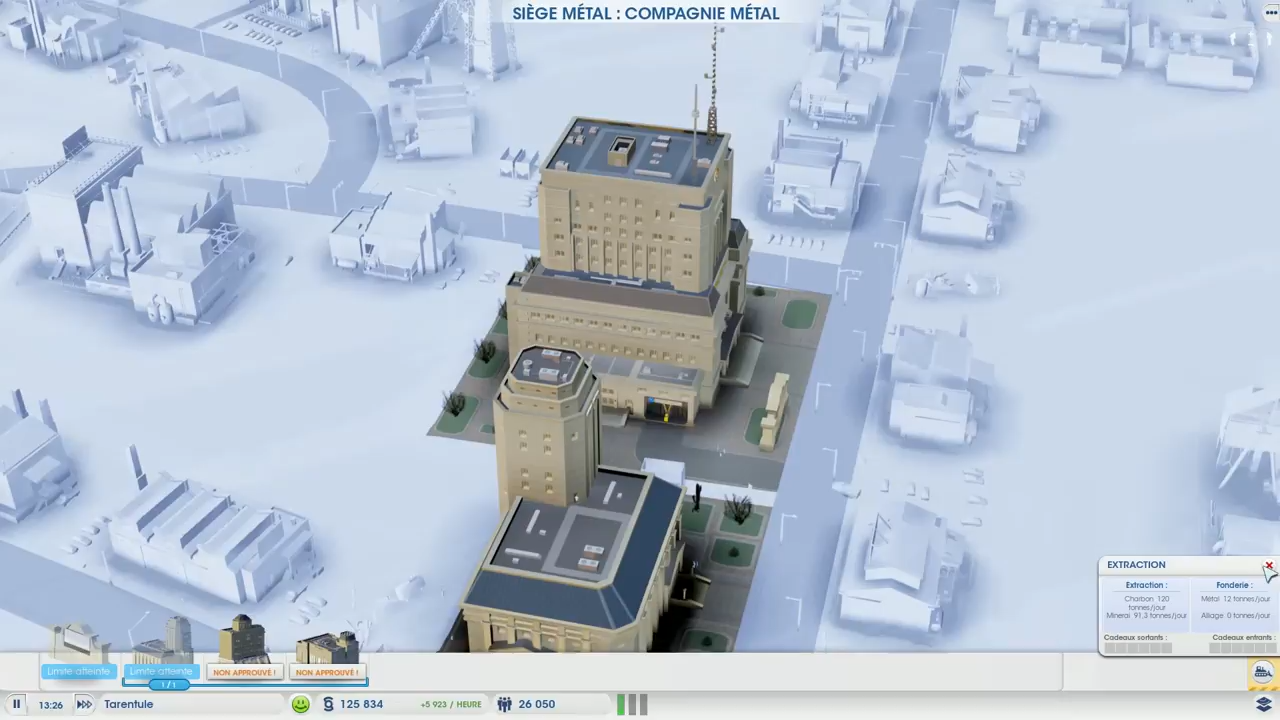 SIÈGE MÉTAL : COMPAGNIE MÉTAL
EXTRACTION
Extraction :
Charbon 120
tonnes/jour
Minerai 91,3 tonnes/jour
Fonderie :
Métal 12 tonnes/jour
Alliage 0 tonnes/jour
Cadeaux sortants :
Cadeaux entrants :
Limite atteinte
Limite atteinte
NON APPROUVÉ !
NON APPROUVÉ !
1 / 1
13:26
Tarentule
125 834
+5 923 / HEURE
26 050